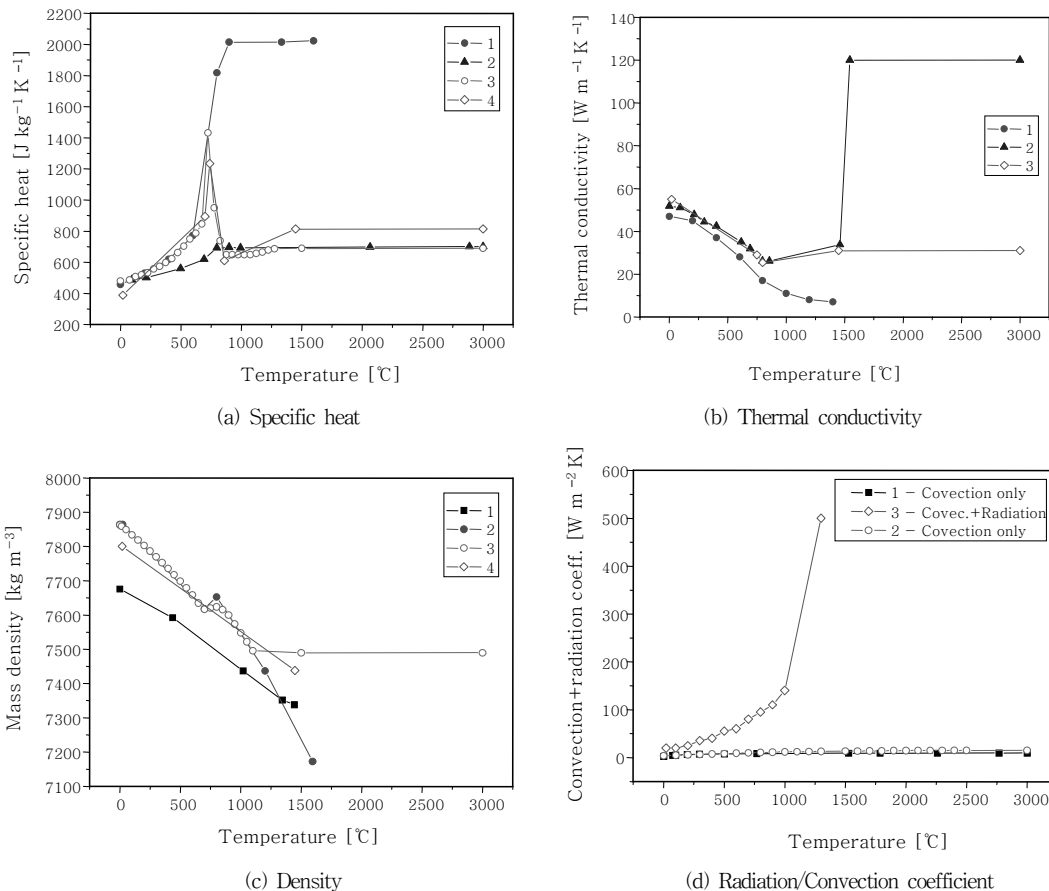 2200
2000
1800
1600
1400
1200
1000
800
600
400
200
Specific heat [J kg⁻¹ K⁻¹]
1
2
3
4
0 500 1000 1500 2000 2500 3000
Temperature [℃]
(a) Specific heat
140
120
100
80
60
40
20
0
Thermal conductivity [W m⁻¹ K⁻¹]
1
2
3
0 500 1000 1500 2000 2500 3000
Temperature [℃]
(b) Thermal conductivity
8000
7900
7800
7700
7600
7500
7400
7300
7200
7100
Mass density [kg m⁻³]
1
2
3
4
0 500 1000 1500 2000 2500 3000
Temperature [℃]
(c) Density
600
500
400
300
200
100
0
Convection+radiation coeff. [W m⁻² K]
1 - Covection only
3 - Covec.+Radiation
2 - Covection only
0 500 1000 1500 2000 2500 3000
Temperature [℃]
(d) Radiation/Convection coefficient